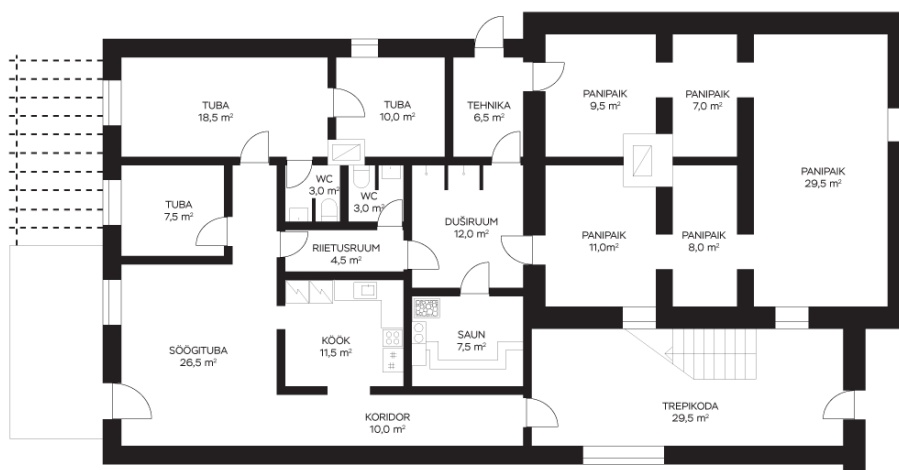 TUBA
18,5 m²
TUBA
10,0 m²
TEHNIKA
6,5 m²
PANIPAIK
9,5 m²
PANIPAIK
7,0 m²
PANIPAIK
29,5 m²
TUBA
7,5 m²
WC
3,0 m²
WC
3,0 m²
DUŠIRUUM
12,0 m²
PANIPAIK
11,0m²
PANIPAIK
8,0 m²
RIIETUSRUUM
4,5 m²
SÖÖGITUBA
26,5 m²
KÖÖK
11,5 m²
SAUN
7,5 m²
KORIDOR
10,0 m²
TREPIKODA
29,5 m²